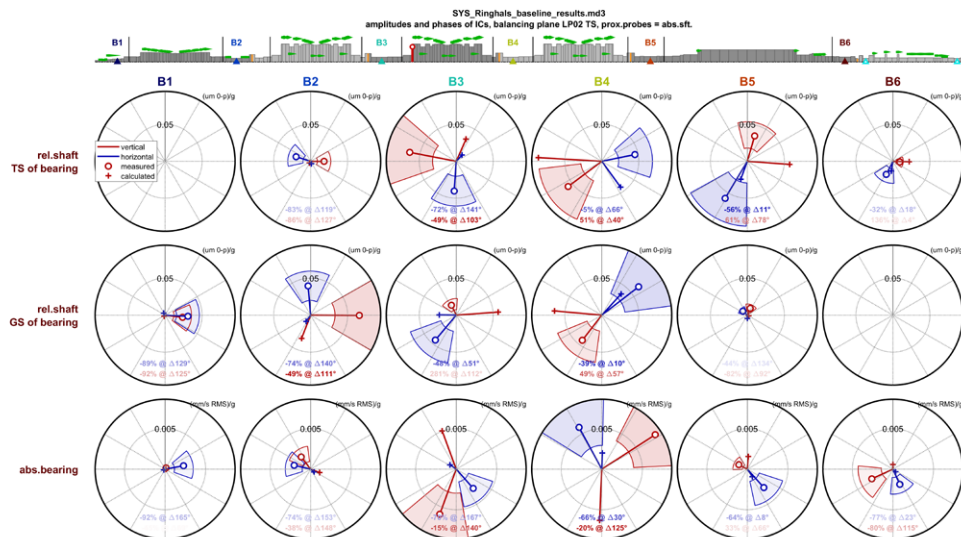 SYS_Ringhals_baseline_results.md3
amplitudes and phases of ICs, balancing plane LP02 TS, prox.probes = abs.sft.
B1 B2 B3 B4 B5 B6
B1 B2 B3 B4 B5 B6
(um 0-p)/g (um 0-p)/g (um 0-p)/g (um 0-p)/g (um 0-p)/g (um 0-p)/g
0.05 0.05 0.05 0.05 0.05 0.05
vertical
horizontal
measured
calculated
rel.shaft
TS of bearing
-83% @ Δ119° -72% @ Δ141° -5% @ Δ66° -56% @ Δ11° -32% @ Δ18°
-49% @ Δ103° 51% @ Δ40°
(um 0-p)/g (um 0-p)/g (um 0-p)/g (um 0-p)/g (um 0-p)/g (um 0-p)/g
0.05 0.05 0.05 0.05 0.05 0.05
rel.shaft
GS of bearing
-89% @ Δ129° -74% @ Δ140° -48% @ Δ51° -39% @ Δ10°
-92% @ Δ125° -49% @ Δ111° 49% @ Δ57°
(mm/s RMS)/g (mm/s RMS)/g (mm/s RMS)/g (mm/s RMS)/g (mm/s RMS)/g (mm/s RMS)/g
0.005 0.005 0.005 0.005 0.005 0.005
abs.bearing
-92% @ Δ165° -74% @ Δ153° -66% @ Δ30° -64% @ Δ8° -77% @ Δ23°
-15% @ Δ140° -20% @ Δ125° -80% @ Δ115°